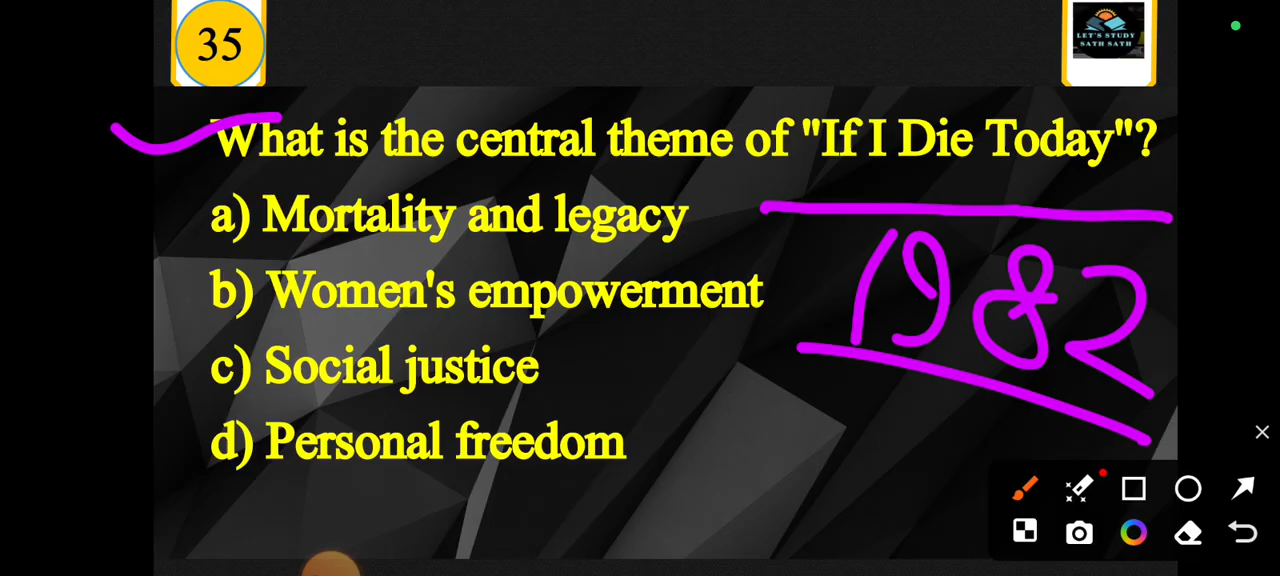 35
LET'S STUDY
SATH SATH
What is the central theme of "If I Die Today"?
a) Mortality and legacy
1982
b) Women's empowerment
c) Social justice
d) Personal freedom